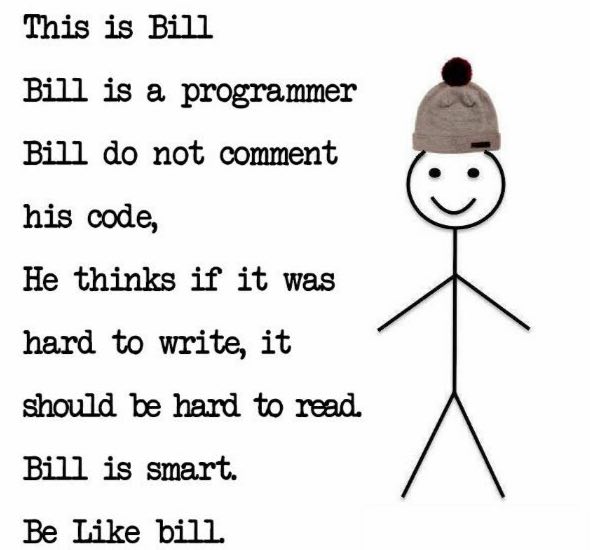 This is Bill
Bill is a programmer
Bill do not comment
his code,
He thinks if it was
hard to write, it
should be hard to read.
Bill is smart.
Be Like bill.